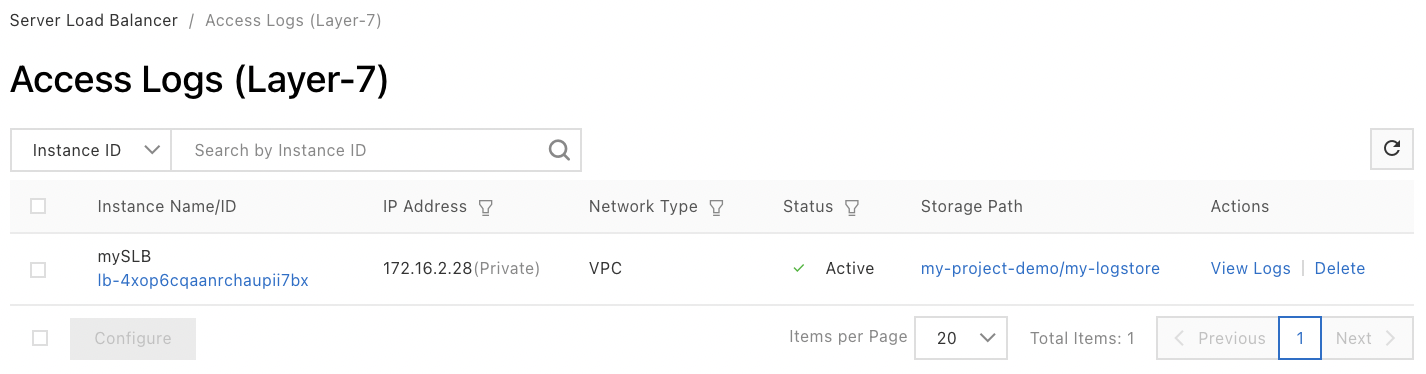 Server Load Balancer / Access Logs (Layer-7)
Access Logs (Layer-7)
Instance ID Search by Instance ID
Instance Name/ID IP Address Network Type Status Storage Path Actions
mySLB
lb-4xop6cqaanrchaupii7bx 172.16.2.28(Private) VPC Active my-project-demo/my-logstore View Logs | Delete
Configure Items per Page 20 Total Items: 1 Previous 1 Next